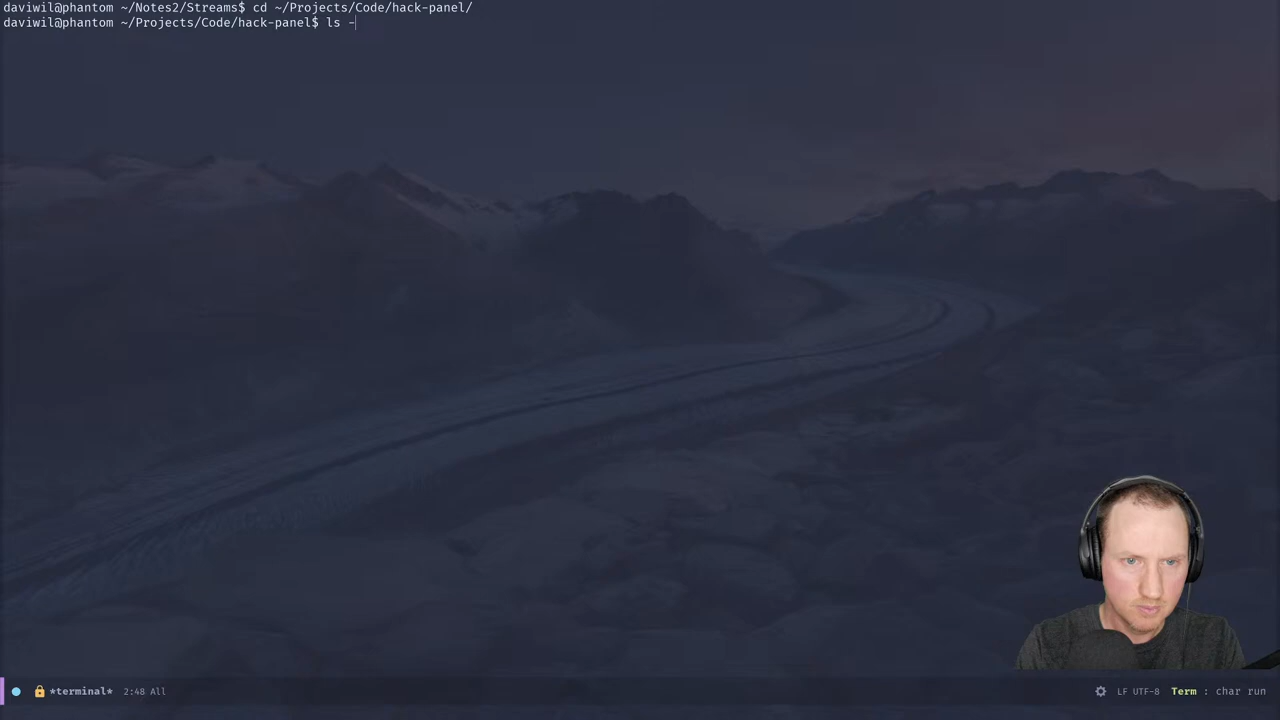 daviwil@phantom ~/Notes2/Streams$ cd ~/Projects/Code/hack-panel/
daviwil@phantom ~/Projects/Code/hack-panel$ ls -
*terminal* 2:48 All LF UTF-8 Term : char run